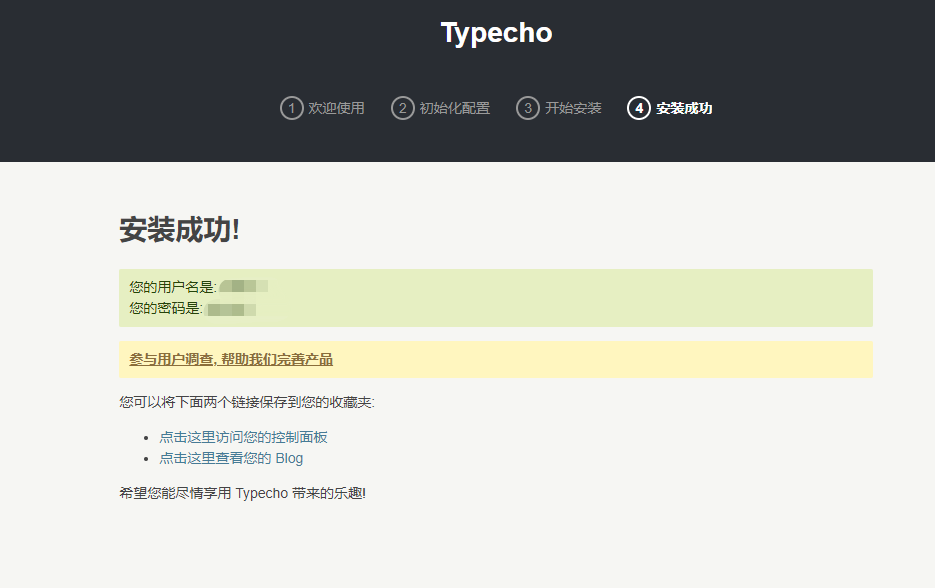 Typecho
1 欢迎使用 2 初始化配置 3 开始安装 4 安装成功
安装成功!
您的用户名是:
您的密码是:
参与用户调查, 帮助我们完善产品
您可以将下面两个链接保存到您的收藏夹:
点击这里访问您的控制面板
点击这里查看您的 Blog
希望您能尽情享用 Typecho 带来的乐趣!